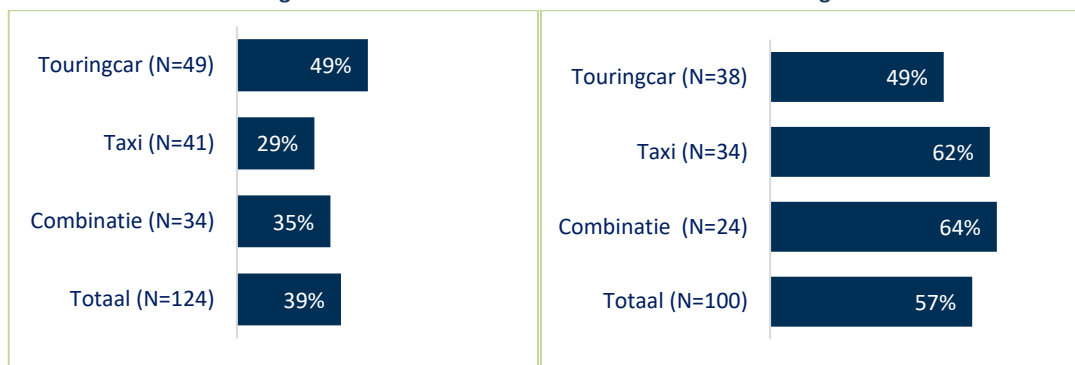 Touringcar (N=49) 49%
Taxi (N=41) 29%
Combinatie (N=34) 35%
Totaal (N=124) 39%
Touringcar (N=38) 49%
Taxi (N=34) 62%
Combinatie (N=24) 64%
Totaal (N=100) 57%